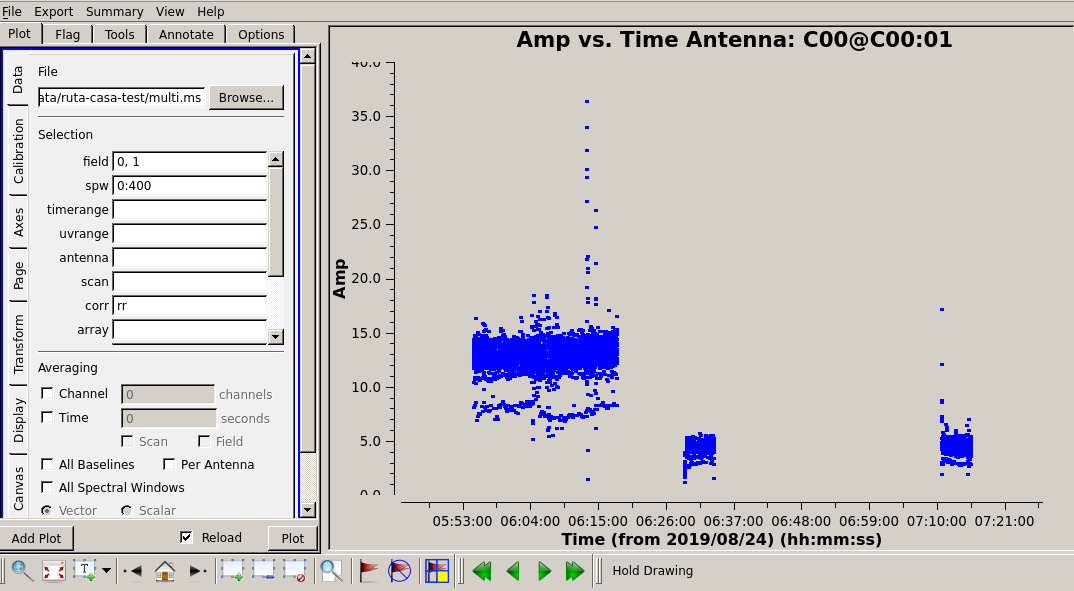 File Export Summary View Help
Plot Flag Tools Annotate Options
Data
Calibration
Axes
Page
Transform
Display
Canvas
File
ata/ruta-casa-test/multi.ms Browse...
Selection
field 0, 1
spw 0:400
timerange
uvrange
antenna
scan
corr rr
array
Averaging
Channel 0 channels
Time 0 seconds
Scan Field
All Baselines Per Antenna
All Spectral Windows
Vector Scalar
Add Plot Reload Plot
Amp vs. Time Antenna: C00@C00:01
Amp
40.0
35.0
30.0
25.0
20.0
15.0
10.0
5.0
0.0
05:53:00 06:04:00 06:15:00 06:26:00 06:37:00 06:48:00 06:59:00 07:10:00 07:21:00
Time (from 2019/08/24) (hh:mm:ss)
T
Hold Drawing